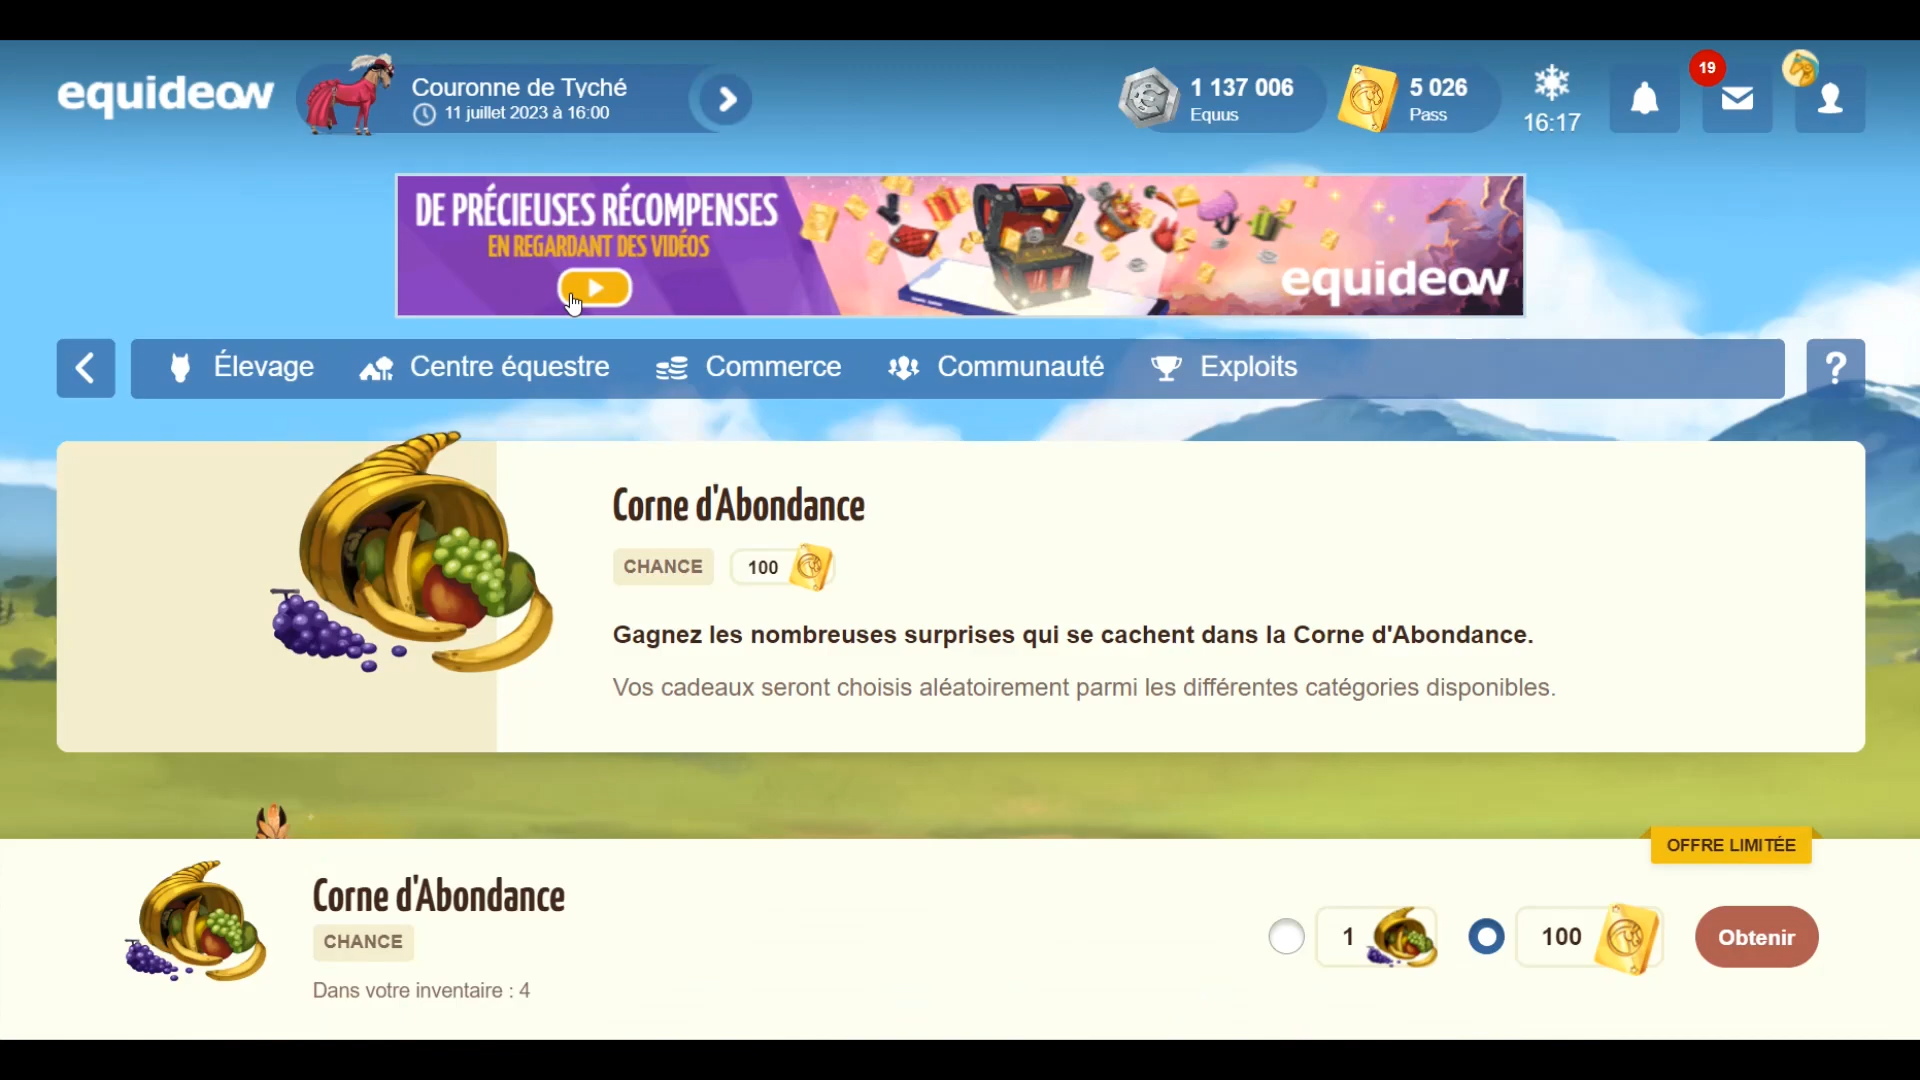 equideow
Couronne de Tyché
11 juillet 2023 à 16:00
1 137 006
Equus
5 026
Pass
16:17
19
DE PRÉCIEUSES RÉCOMPENSES
EN REGARDANT DES VIDÉOS
equideow
Élevage
Centre équestre
Commerce
Communauté
Exploits
?
Corne d'Abondance
CHANCE
100
Gagnez les nombreuses surprises qui se cachent dans la Corne d'Abondance.
Vos cadeaux seront choisis aléatoirement parmi les différentes catégories disponibles.
OFFRE LIMITÉE
Corne d'Abondance
CHANCE
Dans votre inventaire : 4
1
100
Obtenir